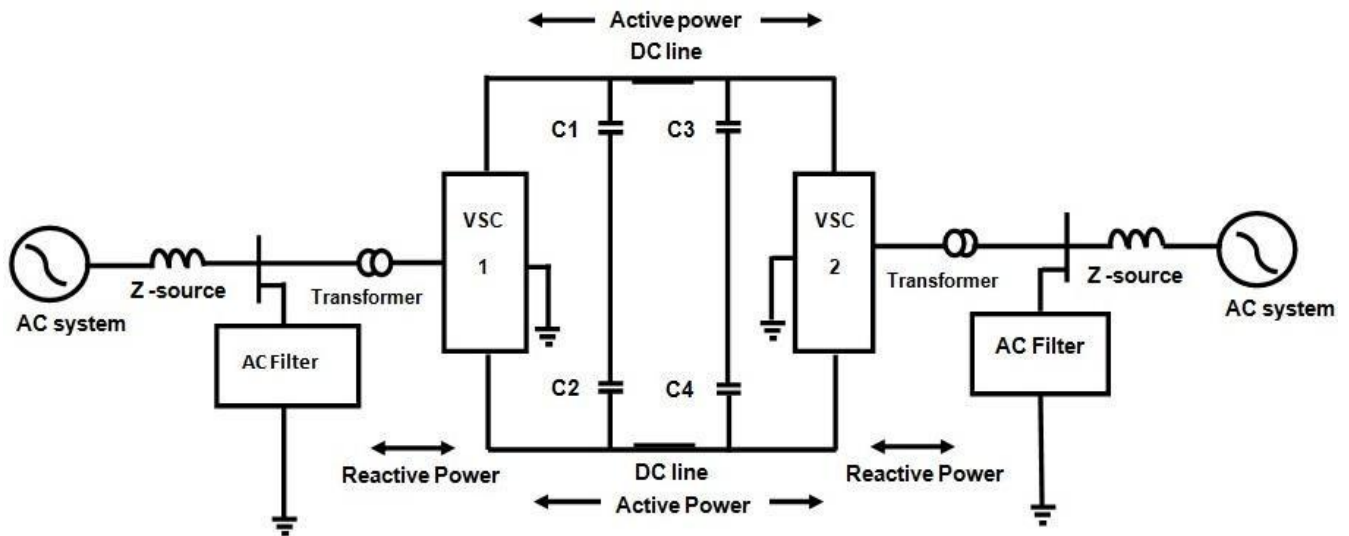 Active power
DC line
C1
C3
VSC
1
VSC
2
Z -source
Transformer
AC system
AC Filter
Transformer
Z -source
AC system
AC Filter
C2
C4
Reactive Power
DC line
Reactive Power
Active Power